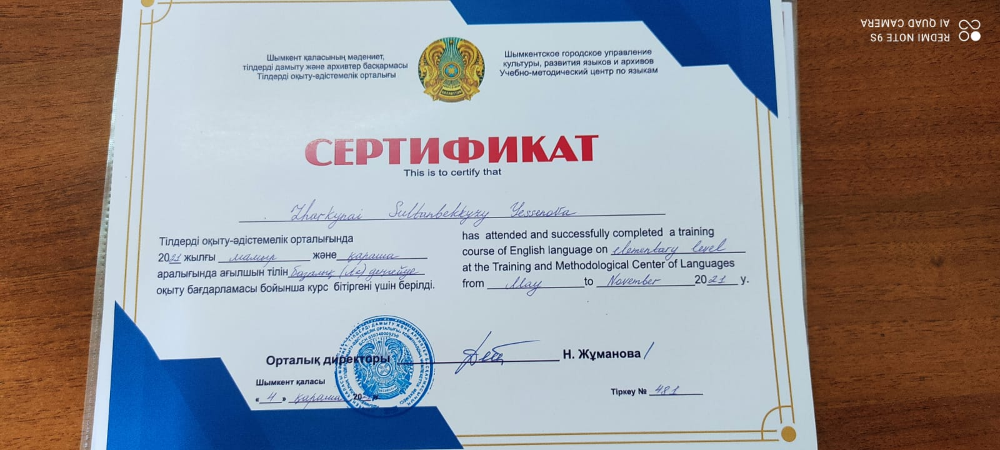 Шымкент қаласының мәдениет,
тілдерді дамыту және архивтер басқармасы
Тілдерді оқыту-әдістемелік орталығы
Шымкентское городское управление
культуры, развития языков и архивов
Учебно-методический центр по языкам
СЕРТИФИКАТ
This is to certify that
Zharkynai Sultanbekkyzy Yessenova
Тілдерді оқыту-әдістемелік орталығында
2021 жылғы мамыр және қараша
аралығында ағылшын тілін базалық (А2) деңгейде
оқыту бағдарламасы бойынша курс бітіргені үшін берілді.
has attended and successfully completed a training
course of English language on elementary level
at the Training and Methodological Center of Languages
from May to November 2021 y.
Орталық директоры Н. Жұманова
Шымкент қаласы
«4» қараша 2021 ж
Тіркеу № 481
БСН 050340009290
KAZAKSTAN
REDMI NOTE 9S
AI QUAD CAMERA